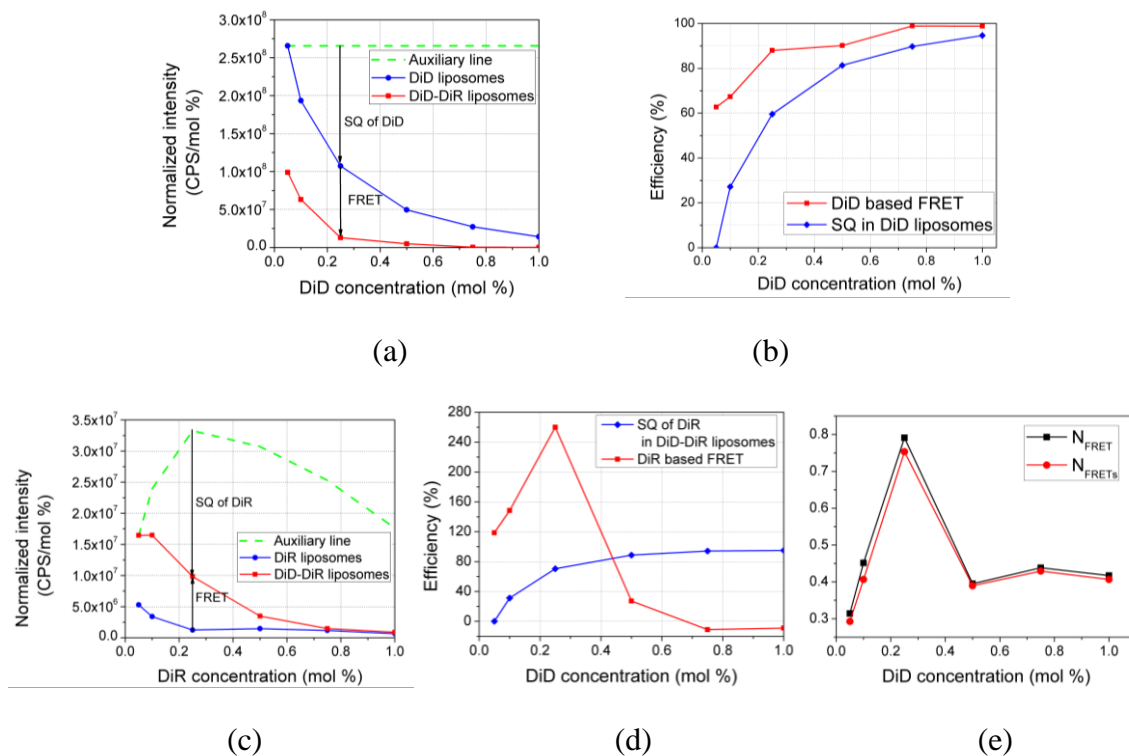 3.0x10⁸
2.5x10⁸
2.0x10⁸
1.5x10⁸
1.0x10⁸
5.0x10⁷
0.0
0.0 0.2 0.4 0.6 0.8 1.0
Normalized intensity
(CPS/mol %)
DiD concentration (mol %)
Auxiliary line
DiD liposomes
DiD-DiR liposomes
SQ of DiD
FRET
(a)
100
80
60
40
20
0
0.0 0.2 0.4 0.6 0.8 1.0
Efficiency (%)
DiD concentration (mol %)
DiD based FRET
SQ in DiD liposomes
(b)
3.5x10⁷
3.0x10⁷
2.5x10⁷
2.0x10⁷
1.5x10⁷
1.0x10⁷
5.0x10⁶
0.0
0.0 0.2 0.4 0.6 0.8 1.0
Normalized intensity
(CPS/mol %)
DiR concentration (mol %)
SQ of DiR
Auxiliary line
DiR liposomes
DiD-DiR liposomes
FRET
(c)
280
240
200
160
120
80
40
0
0.0 0.2 0.4 0.6 0.8 1.0
Efficiency (%)
DiD concentration (mol %)
SQ of DiR
in DiD-DiR liposomes
DiR based FRET
(d)
0.8
0.7
0.5
0.4
0.3
0.0 0.2 0.4 0.6 0.8 1.0
DiD concentration (mol %)
N_FRET
N_FRETs
(e)